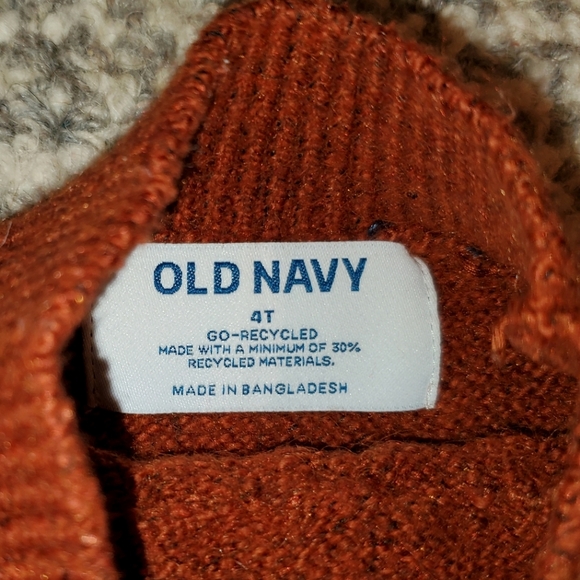 OLD NAVY
4T
GO-RECYCLED
MADE WITH A MINIMUM OF 30%
RECYCLED MATERIALS.
MADE IN BANGLADESH